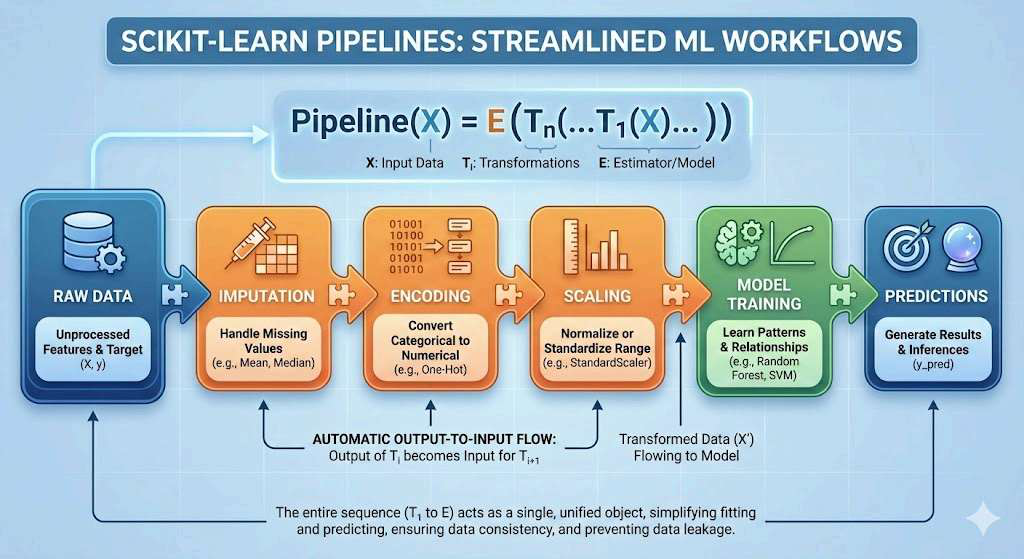 SCIKIT-LEARN PIPELINES: STREAMLINED ML WORKFLOWS
Pipeline(X) = E(Tn(...T1(X)...))
X: Input Data Ti: Transformations E: Estimator/Model
RAW DATA
Unprocessed
Features & Target
(X, y)
IMPUTATION
Handle Missing
Values
(e.g., Mean, Median)
01001
10100
10101
01001
01010
ENCODING
Convert
Categorical to
Numerical
(e.g., One-Hot)
SCALING
Normalize or
Standardize Range
(e.g., StandardScaler)
MODEL
TRAINING
Learn Patterns
& Relationships
(e.g., Random
Forest, SVM)
PREDICTIONS
Generate Results
& Inferences
(y_pred)
AUTOMATIC OUTPUT-TO-INPUT FLOW:
Output of Ti becomes Input for Ti+1
Transformed Data (X')
Flowing to Model
The entire sequence (T1 to E) acts as a single, unified object, simplifying fitting
and predicting, ensuring data consistency, and preventing data leakage.